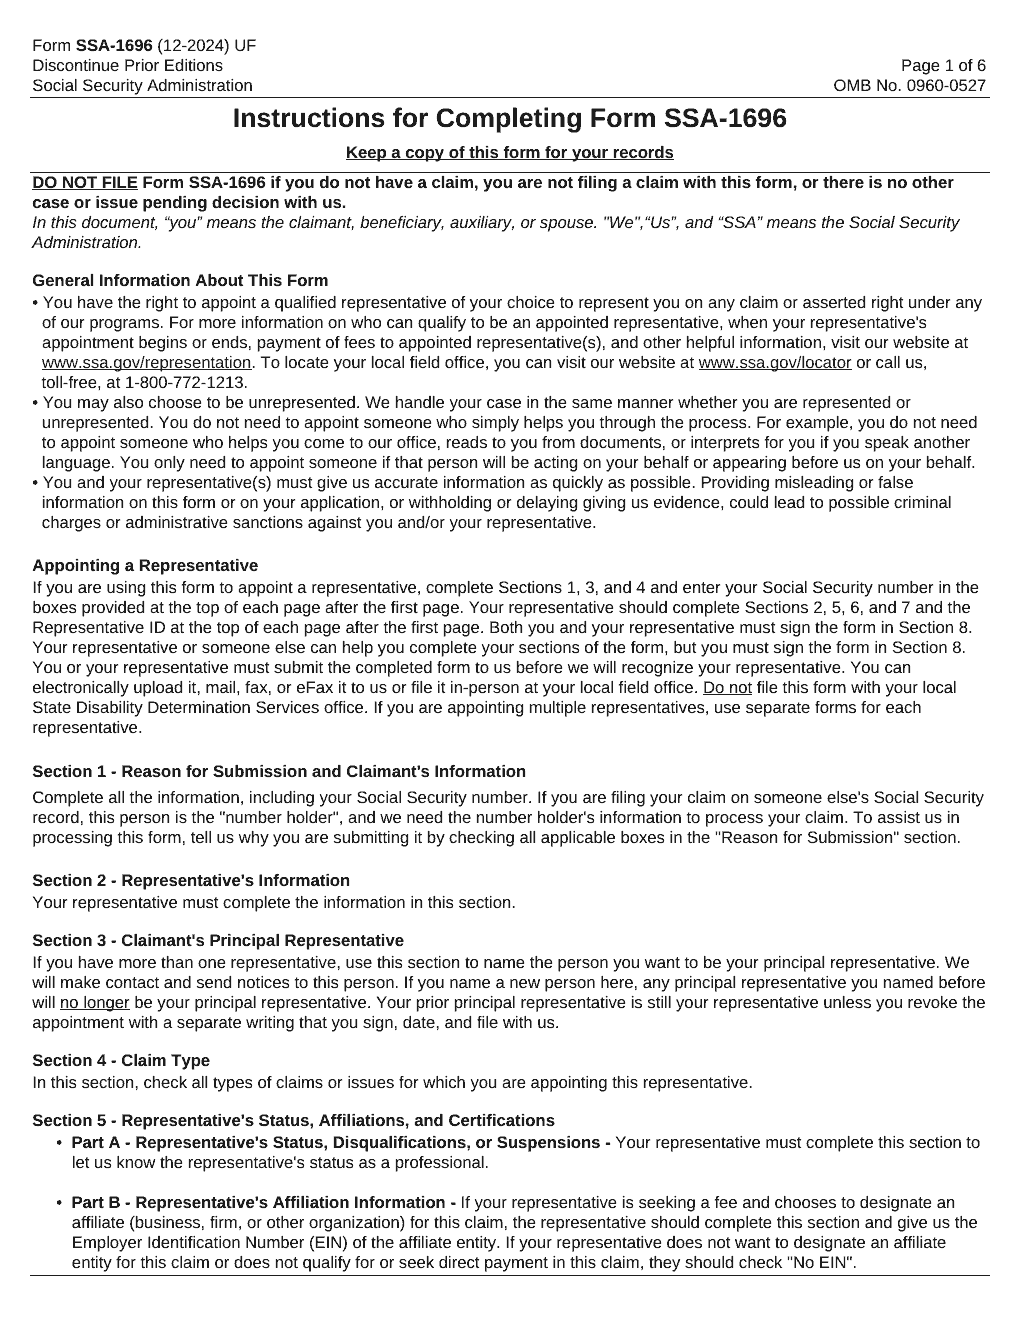 Form SSA-1696 (12-2024) UF
Discontinue Prior Editions
Social Security Administration
Page 1 of 6
OMB No. 0960-0527
Instructions for Completing Form SSA-1696
Keep a copy of this form for your records
DO NOT FILE Form SSA-1696 if you do not have a claim, you are not filing a claim with this form, or there is no other
case or issue pending decision with us.
In this document, “you” means the claimant, beneficiary, auxiliary, or spouse. "We",“Us”, and “SSA” means the Social Security
Administration.
General Information About This Form
• You have the right to appoint a qualified representative of your choice to represent you on any claim or asserted right under any
of our programs. For more information on who can qualify to be an appointed representative, when your representative's
appointment begins or ends, payment of fees to appointed representative(s), and other helpful information, visit our website at
www.ssa.gov/representation. To locate your local field office, you can visit our website at www.ssa.gov/locator or call us,
toll-free, at 1-800-772-1213.
• You may also choose to be unrepresented. We handle your case in the same manner whether you are represented or
unrepresented. You do not need to appoint someone who simply helps you through the process. For example, you do not need
to appoint someone who helps you come to our office, reads to you from documents, or interprets for you if you speak another
language. You only need to appoint someone if that person will be acting on your behalf or appearing before us on your behalf.
• You and your representative(s) must give us accurate information as quickly as possible. Providing misleading or false
information on this form or on your application, or withholding or delaying giving us evidence, could lead to possible criminal
charges or administrative sanctions against you and/or your representative.
Appointing a Representative
If you are using this form to appoint a representative, complete Sections 1, 3, and 4 and enter your Social Security number in the
boxes provided at the top of each page after the first page. Your representative should complete Sections 2, 5, 6, and 7 and the
Representative ID at the top of each page after the first page. Both you and your representative must sign the form in Section 8.
Your representative or someone else can help you complete your sections of the form, but you must sign the form in Section 8.
You or your representative must submit the completed form to us before we will recognize your representative. You can
electronically upload it, mail, fax, or eFax it to us or file it in-person at your local field office. Do not file this form with your local
State Disability Determination Services office. If you are appointing multiple representatives, use separate forms for each
representative.
Section 1 - Reason for Submission and Claimant's Information
Complete all the information, including your Social Security number. If you are filing your claim on someone else's Social Security
record, this person is the "number holder", and we need the number holder's information to process your claim. To assist us in
processing this form, tell us why you are submitting it by checking all applicable boxes in the "Reason for Submission" section.
Section 2 - Representative's Information
Your representative must complete the information in this section.
Section 3 - Claimant's Principal Representative
If you have more than one representative, use this section to name the person you want to be your principal representative. We
will make contact and send notices to this person. If you name a new person here, any principal representative you named before
will no longer be your principal representative. Your prior principal representative is still your representative unless you revoke the
appointment with a separate writing that you sign, date, and file with us.
Section 4 - Claim Type
In this section, check all types of claims or issues for which you are appointing this representative.
Section 5 - Representative's Status, Affiliations, and Certifications
• Part A - Representative's Status, Disqualifications, or Suspensions - Your representative must complete this section to
let us know the representative's status as a professional.
• Part B - Representative's Affiliation Information - If your representative is seeking a fee and chooses to designate an
affiliate (business, firm, or other organization) for this claim, the representative should complete this section and give us the
Employer Identification Number (EIN) of the affiliate entity. If your representative does not want to designate an affiliate
entity for this claim or does not qualify for or seek direct payment in this claim, they should check "No EIN".